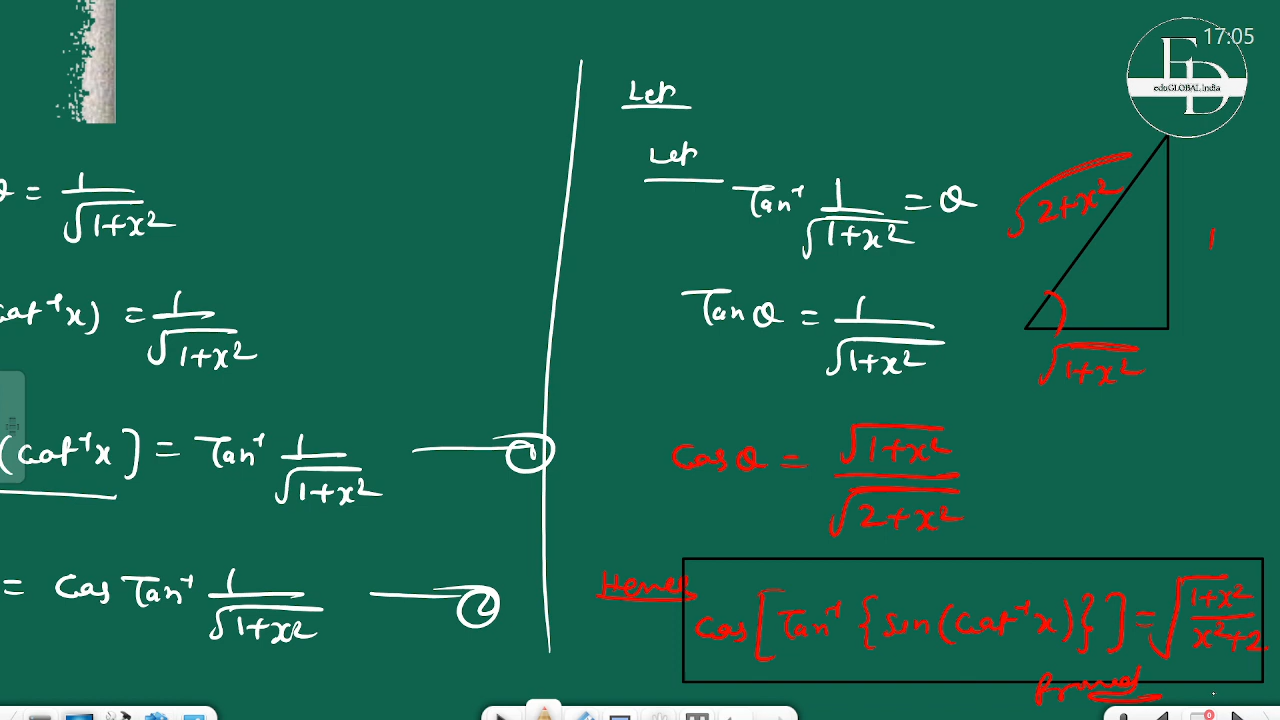 θ = 1/√(1+x²)
cot⁻¹x) = 1/√(1+x²)
(cot⁻¹x] = Tan⁻¹ 1/√(1+x²)
= cos Tan⁻¹ 1/√(1+x²)
Let
Let
Tan⁻¹ 1/√(1+x²) = θ
Tan θ = 1/√(1+x²)
cos θ = √(1+x²)/√(2+x²)
Hence
cos[Tan⁻¹{sin(cot⁻¹x)}] = √((1+x²)/(x²+2))
Proved
√(2+x²)
1
√(1+x²)
17:05
ED
eduGLOBAL.India